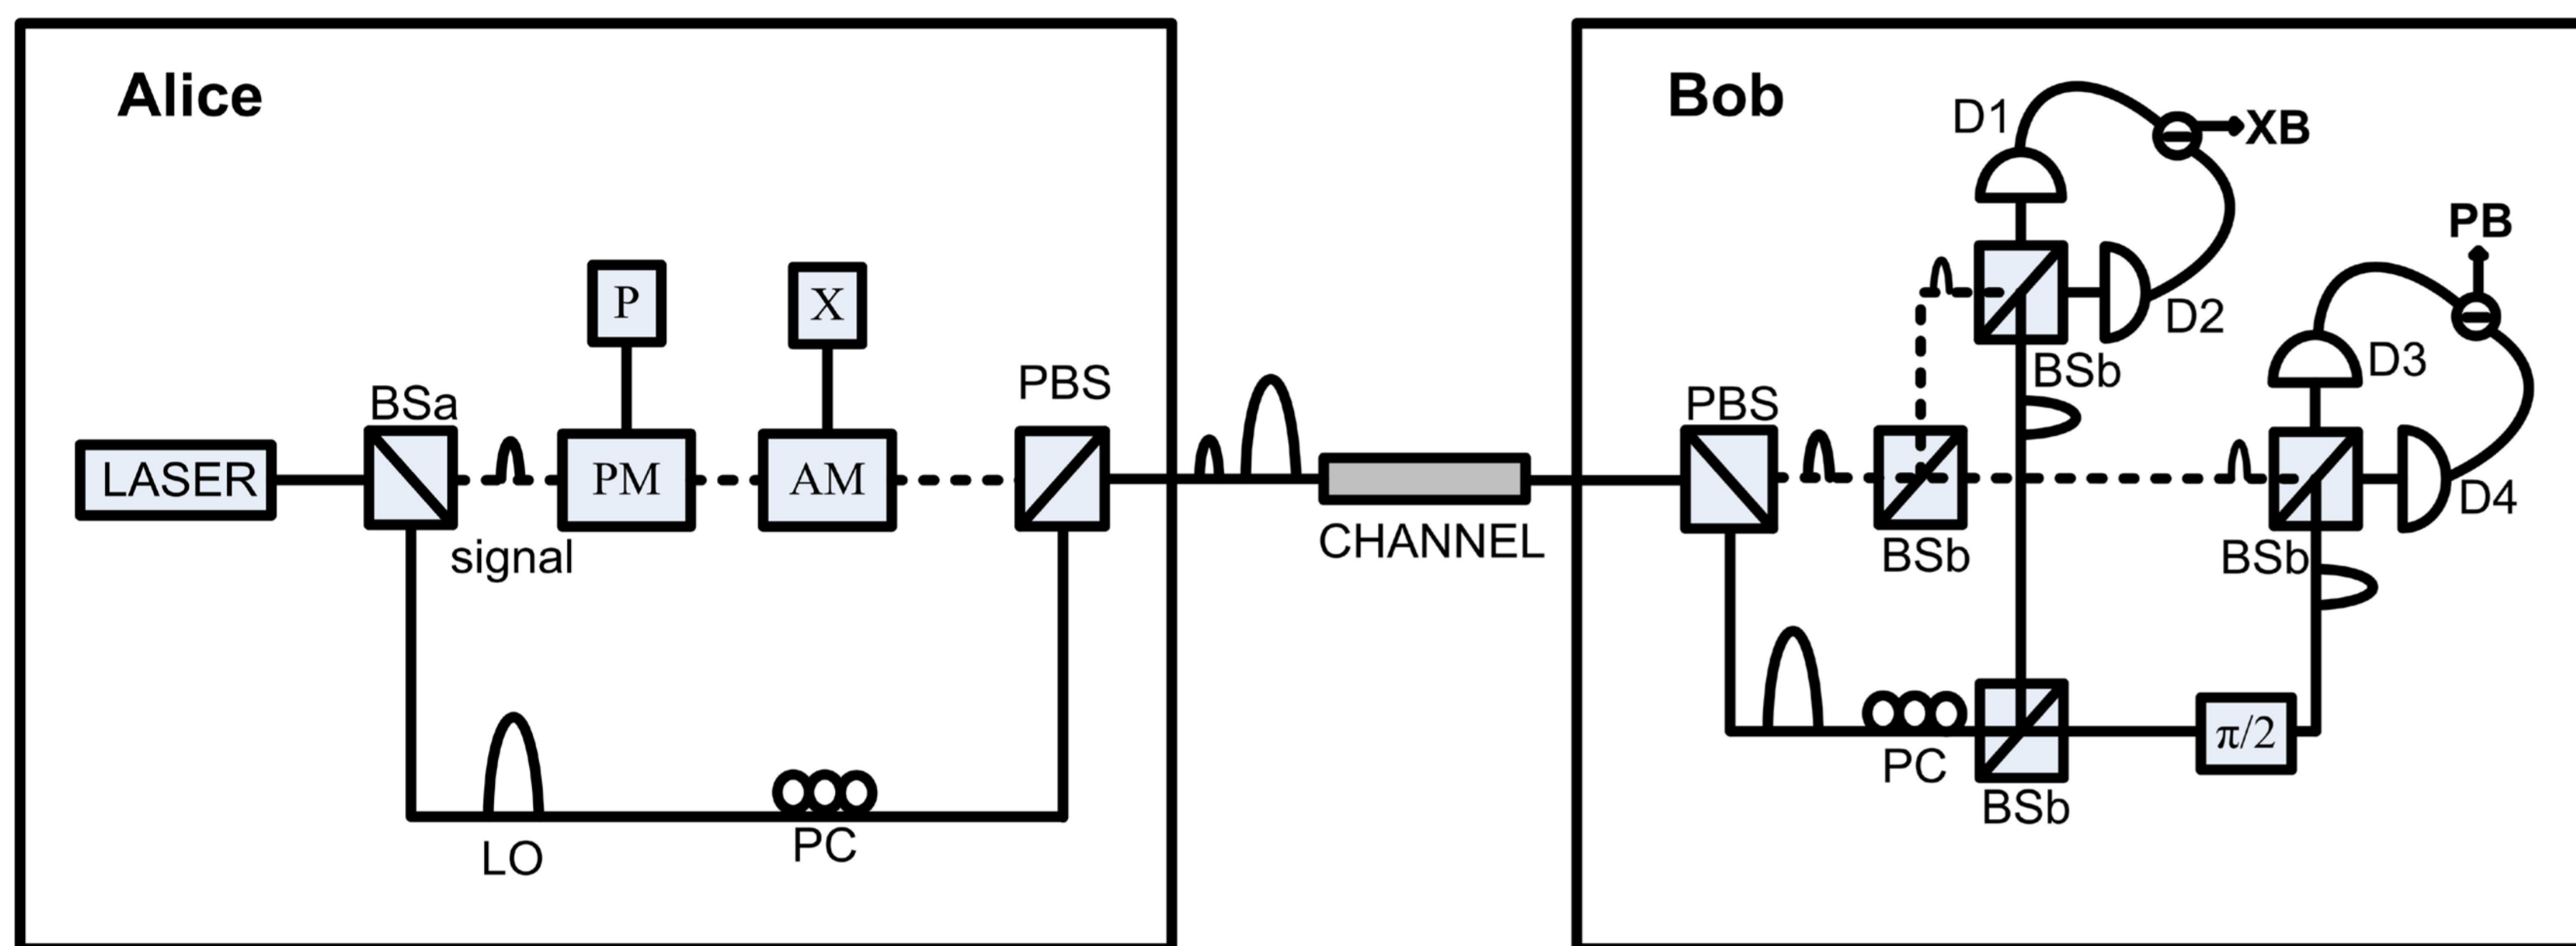 Alice
P
X
BSa
PBS
LASER
PM
AM
signal
LO
PC
CHANNEL
Bob
D1
XB
PB
D2
BSb
D3
PBS
D4
BSb
BSb
π/2
PC
BSb